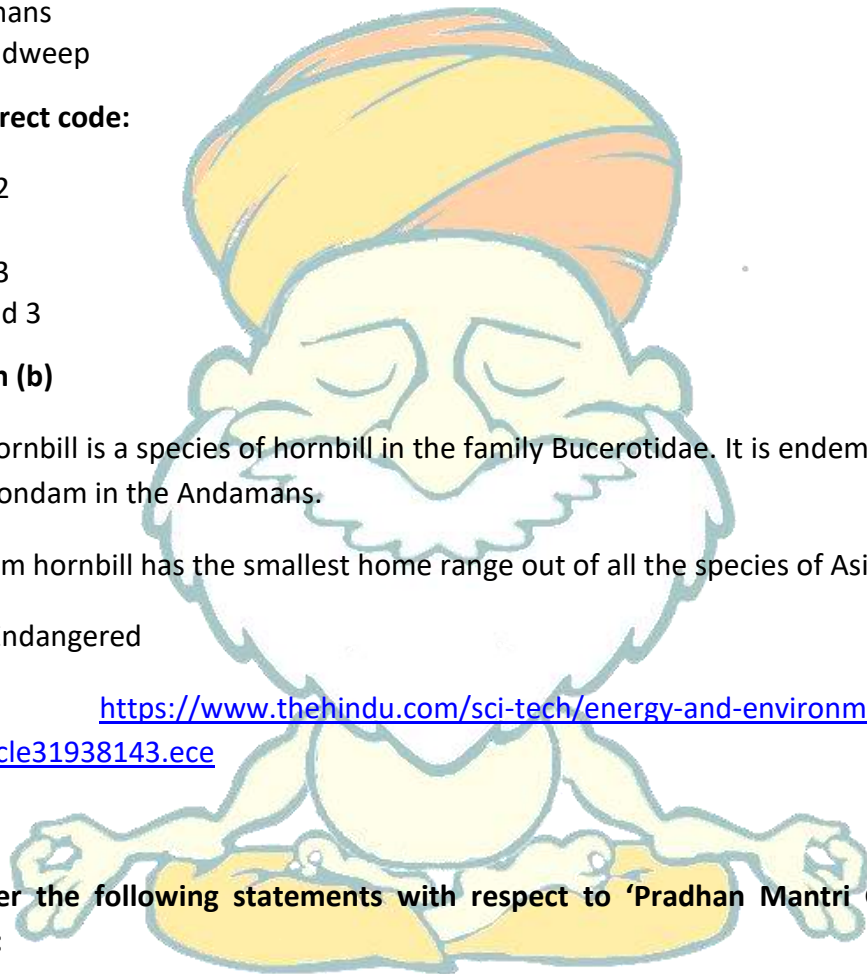 nans
dweep
rect code:
2
3
d 3
n (b)
ornbill is a species of hornbill in the family Bucerotidae. It is endem
ondam in the Andamans.
m hornbill has the smallest home range out of all the species of Asi
ndangered
https://www.thehindu.com/sci-tech/energy-and-environm
cle31938143.ece
er the following statements with respect to ‘Pradhan Mantri
: